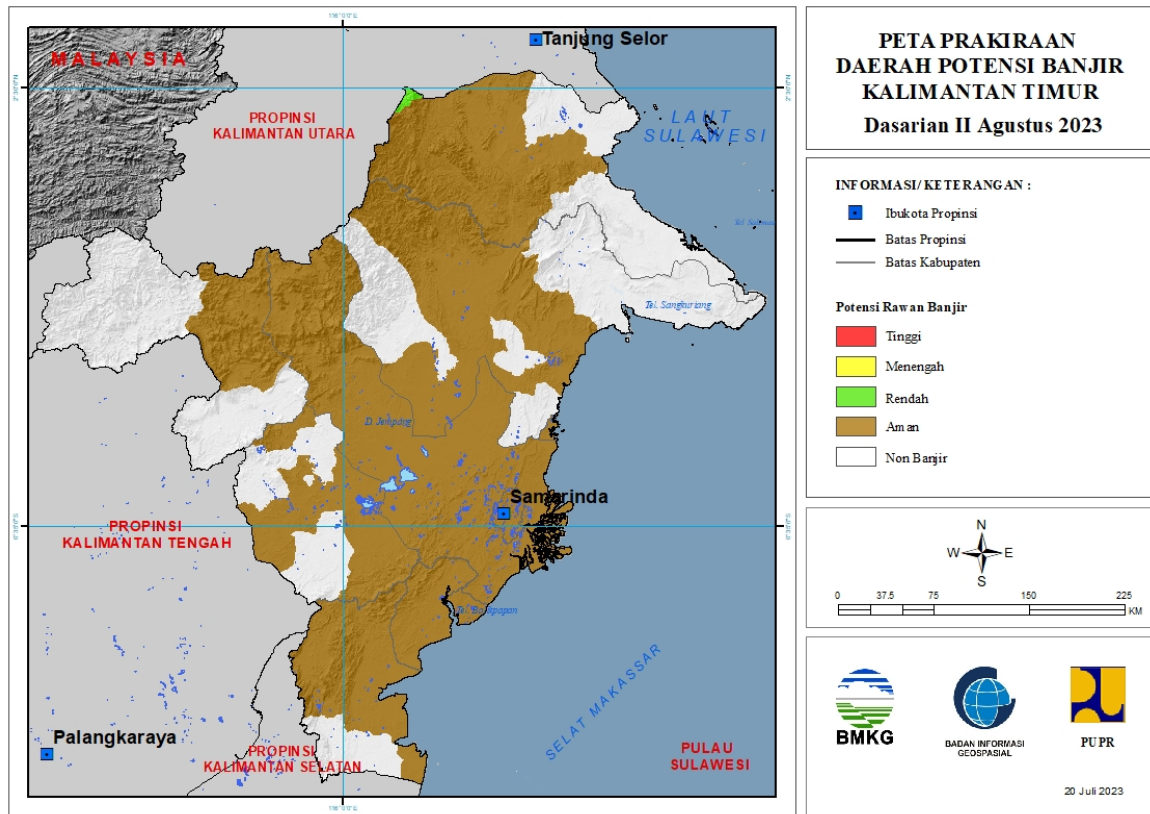 PETA PRAKIRAAN
DAERAH POTENSI BANJIR
KALIMANTAN TIMUR
Dasarian II Agustus 2023
INFORMASI/ KETERANGAN :
Ibukota Propinsi
Batas Propinsi
Batas Kabupaten
Potensi Rawan Banjir
Tinggi
Menengah
Rendah
Aman
Non Banjir
N
W E
S
0 37.5 75 150 225
KM
BMKG
BADAN INFORMASI
GEOSPASIAL
PUPR
20 Juli 2023
Tanjung Selor
MALAYSIA
PROPINSI
KALIMANTAN UTARA
LAUT
SULAWESI
Tel. Sangkuriang
D. Jempang
Samarinda
PROPINSI
KALIMANTAN TENGAH
SELAT MAKASSAR
Palangkaraya
PROPINSI
KALIMANTAN SELATAN
PULAU
SULAWESI